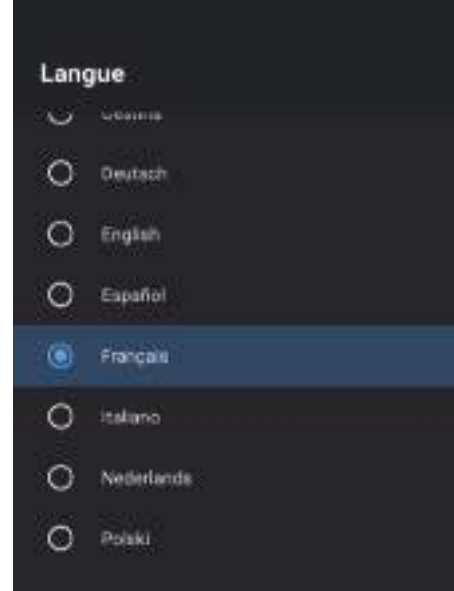 Langue
Deutsch
English
Español
Français
Italiano
Nederlands
Polski